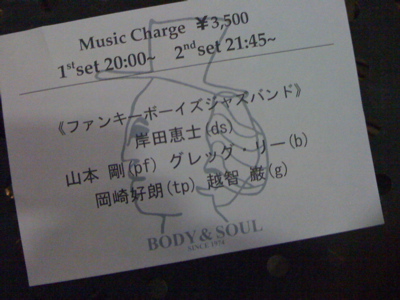 Music Charge ¥3,500
1st set 20:00~ 2nd set 21:45~
《ファンキーボーイズジャズバンド》
岸田恵士(ds)
山本 剛(pf) グレッグ・リー(b)
岡崎好朗(tp) 越智 巌(g)
BODY & SOUL
SINCE 1974